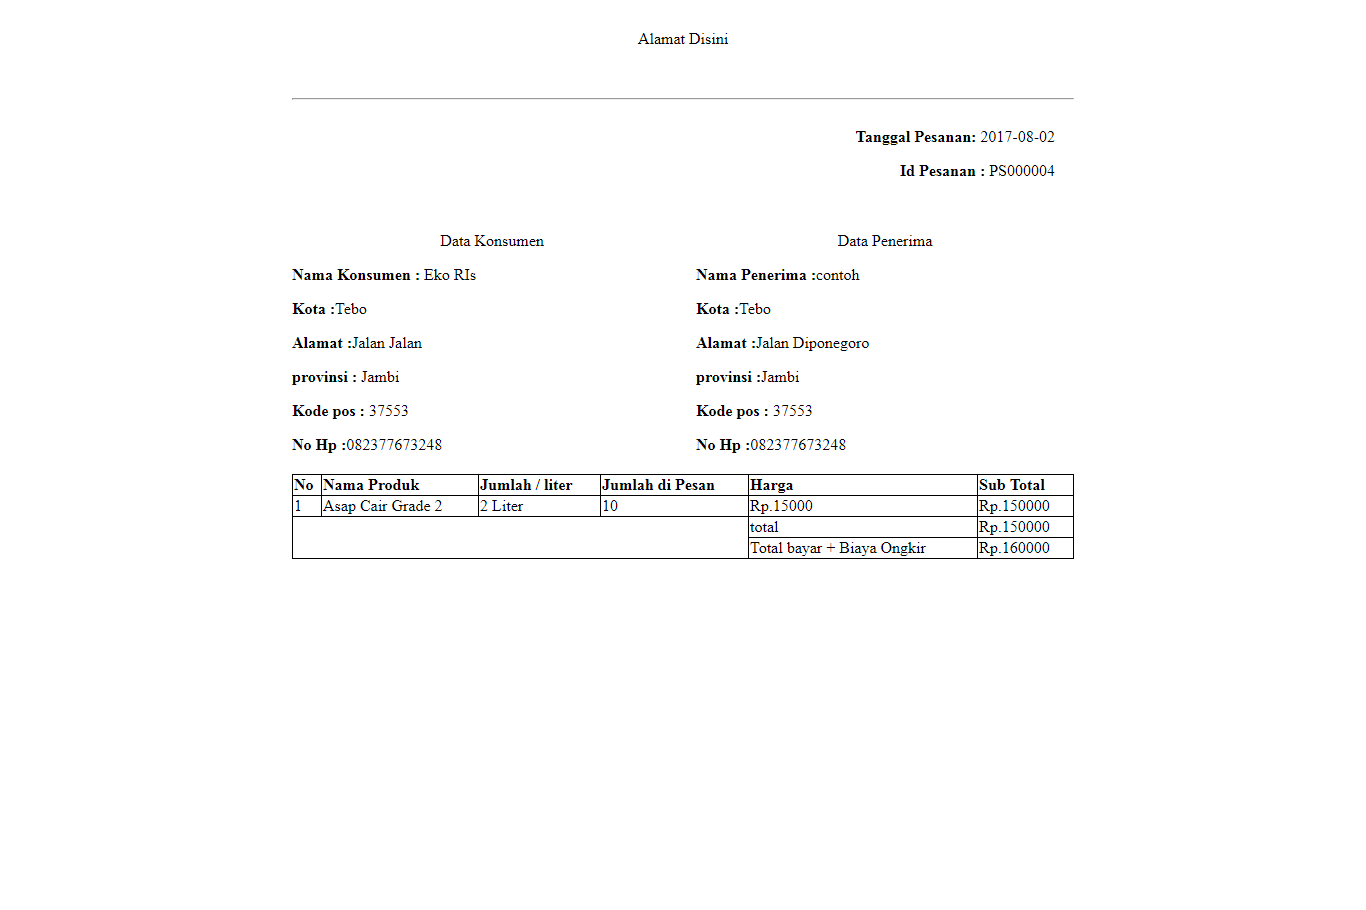 Alamat Disini
Tanggal Pesanan: 2017-08-02
Id Pesanan : PS000004
Data Konsumen
Nama Konsumen : Eko RIs
Kota :Tebo
Alamat :Jalan Jalan
provinsi : Jambi
Kode pos : 37553
No Hp :082377673248
Data Penerima
Nama Penerima :contoh
Kota :Tebo
Alamat :Jalan Diponegoro
provinsi :Jambi
Kode pos : 37553
No Hp :082377673248
No Nama Produk Jumlah / liter Jumlah di Pesan Harga Sub Total
1 Asap Cair Grade 2 2 Liter 10 Rp.15000 Rp.150000
total Rp.150000
Total bayar + Biaya Ongkir Rp.160000